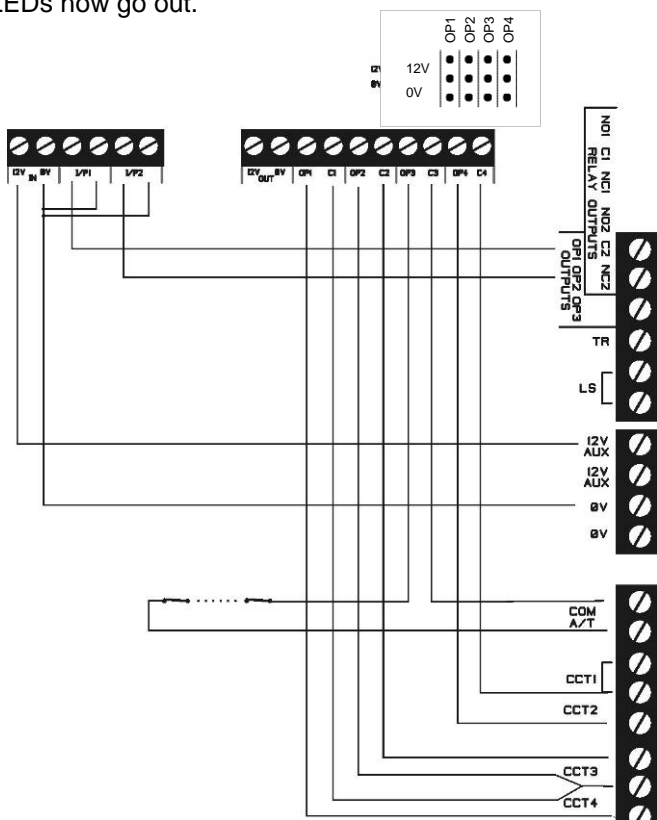 LEDs now go out.
OP1 OP2 OP3 OP4
12V 12V
0V 0V
12V IN 0V I/P1 I/P2
12V OUT 0V OP1 C1 OP2 C2 OP3 C3 OP4 C4
NO1 C1 NC1 NO2 C2 NC2
RELAY OUTPUTS
OP1 OP2 OP3
OUTPUTS
TR
LS
12V
AUX
12V
AUX
0V
0V
COM
A/T
CCT1
CCT2
CCT3
CCT4